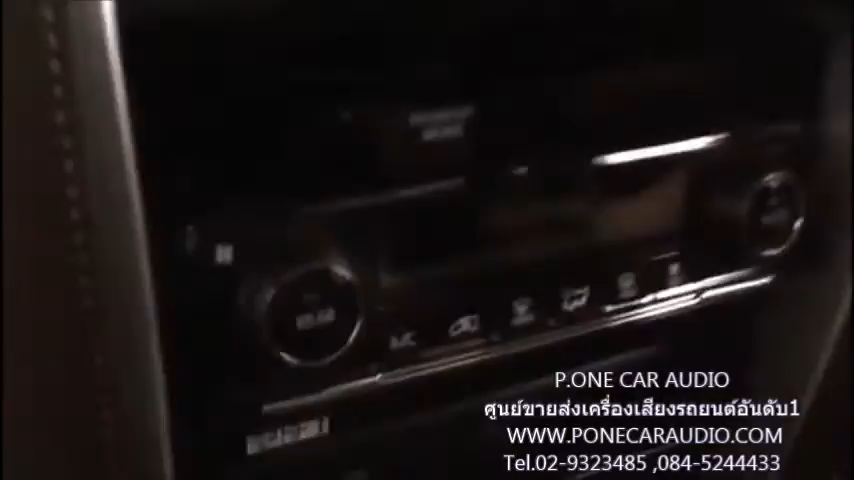 A/C
P.ONE CAR AUDIO
ศูนย์ขายส่งเครื่องเสียงรถยนต์อันดับ1
WWW.PONECARAUDIO.COM
Tel.02-9323485 ,084-5244433